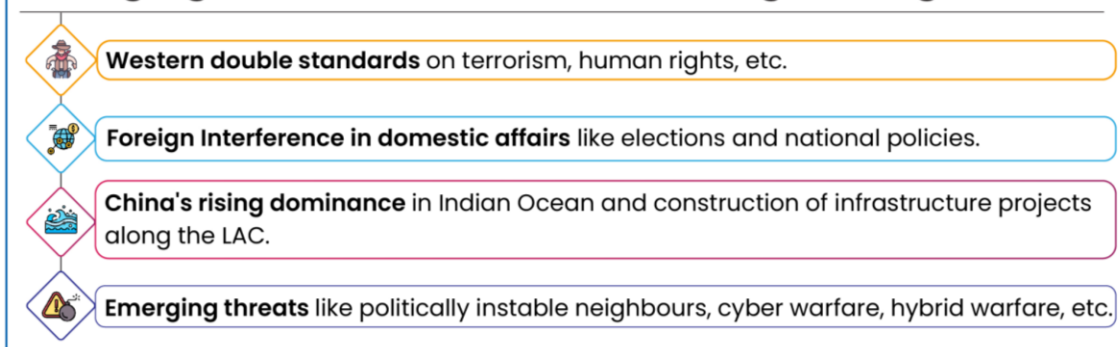 Western double standards on terrorism, human rights, etc.
Foreign Interference in domestic affairs like elections and national policies.
China's rising dominance in Indian Ocean and construction of infrastructure projects
along the LAC.
Emerging threats like politically instable neighbours, cyber warfare, hybrid warfare, etc.